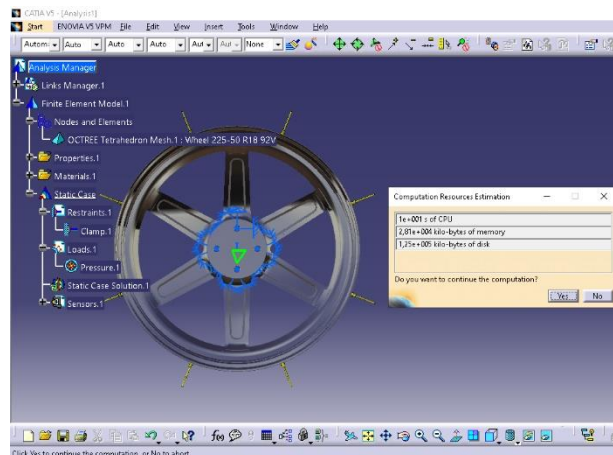 CATIA V5 - [Analysis1]
Start ENOVIA V5 VPM File Edit View Insert Tools Window Help
Autom Auto Auto Auto Aut Aut None
Analysis Manager
Links Manager.1
Finite Element Model.1
Nodes and Elements
OCTREE Tetrahedron Mesh.1 : Wheel 225-50 R18 92V
Properties.1
Materials.1
Static Case
Restraints.1
Clamp.1
Loads.1
Pressure.1
Static Case Solution.1
Sensors.1
Computation Resources Estimation
1e+001 s of CPU
2,81e+004 kilo-bytes of memory
1,25e+005 kilo-bytes of disk
Do you want to continue the computation?
Yes No
f(x)
Click Yes to continue the computation, or No to abort